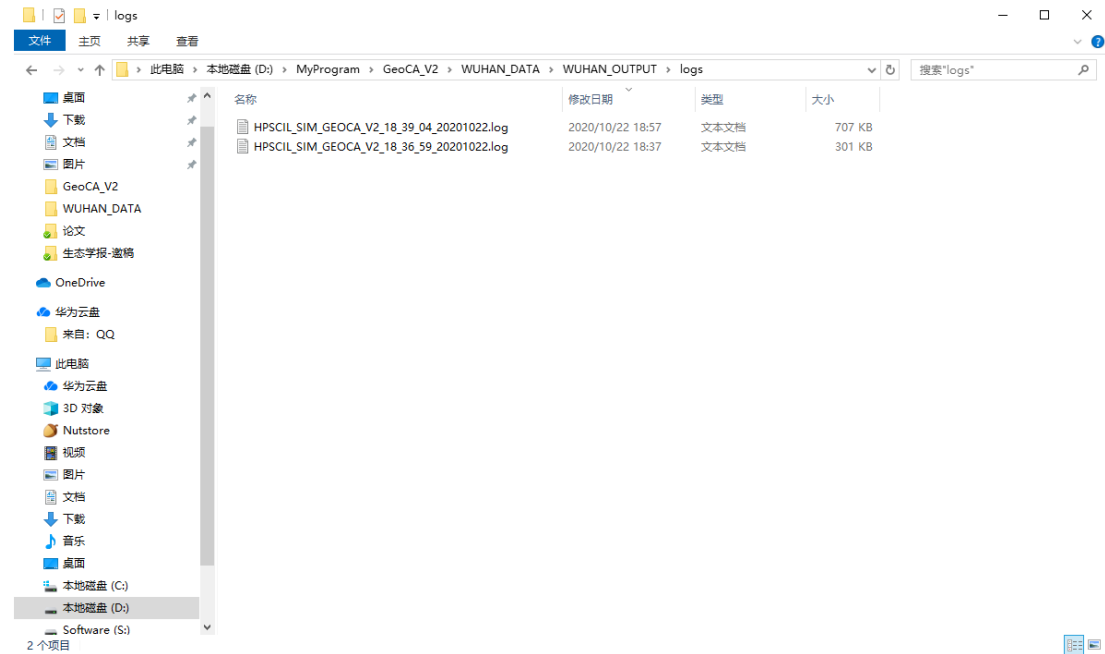 logs
文件 主页 共享 查看
此电脑 › 本地磁盘 (D:) › MyProgram › GeoCA_V2 › WUHAN_DATA › WUHAN_OUTPUT › logs
搜索"logs"
桌面
下载
文档
图片
GeoCA_V2
WUHAN_DATA
论文
生态学报-邀稿
OneDrive
华为云盘
来自：QQ
此电脑
华为云盘
3D 对象
Nutstore
视频
图片
文档
下载
音乐
桌面
本地磁盘 (C:)
本地磁盘 (D:)
Software (S:)
名称 修改日期 类型 大小
HPSCIL_SIM_GEOCA_V2_18_39_04_20201022.log 2020/10/22 18:57 文本文档 707 KB
HPSCIL_SIM_GEOCA_V2_18_36_59_20201022.log 2020/10/22 18:37 文本文档 301 KB
2 个项目